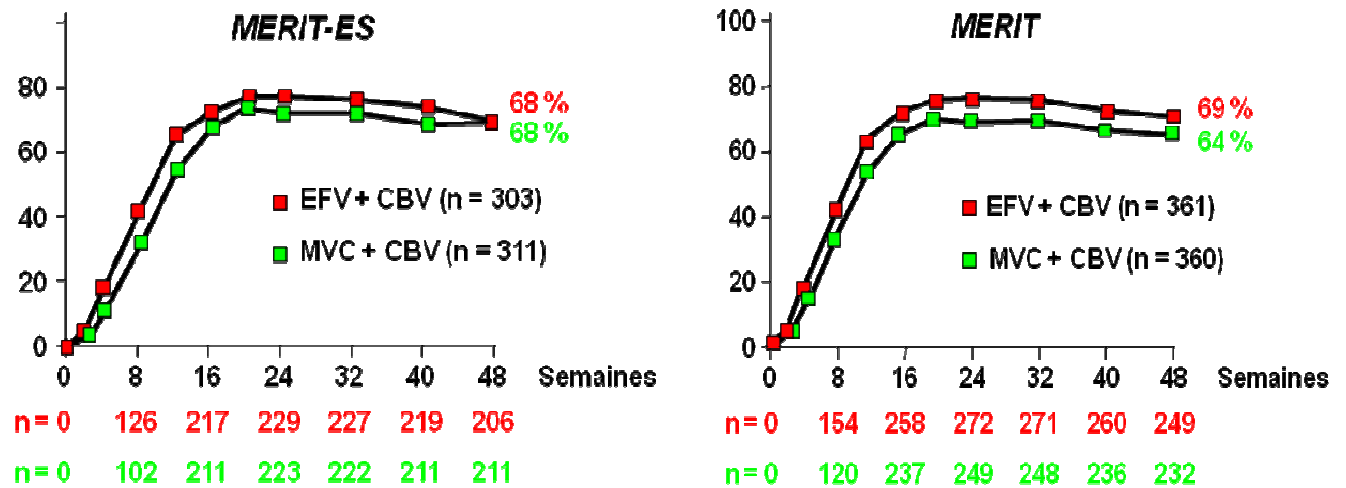 MERIT-ES
80
60
40
20
0
68 %
68 %
EFV + CBV (n = 303)
MVC + CBV (n = 311)
0 8 16 24 32 40 48 Semaines
n = 0 126 217 229 227 219 206
n = 0 102 211 223 222 211 211
MERIT
100
80
60
40
20
0
69 %
64 %
EFV + CBV (n = 361)
MVC + CBV (n = 360)
0 8 16 24 32 40 48 Semaines
n = 0 154 258 272 271 260 249
n = 0 120 237 249 248 236 232